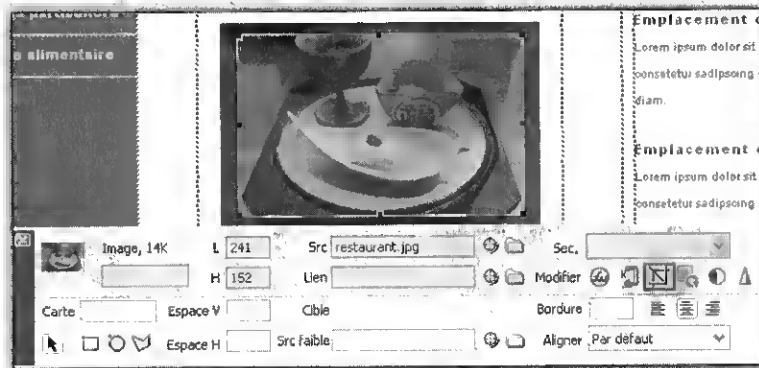 alimentaire
Emplacement
Lorem ipsum dolor sit
consetetur sadipscing
diam.
Emplacement
Lorem ipsum dolor sit
consetetur sadipscing
Image, 14K
L 241
Src restaurant.jpg
Sec.
H 152
Lien
Modifier
Carte
Espace V
Cible
Bordure
Espace H
Src faible
Aligner Par défaut